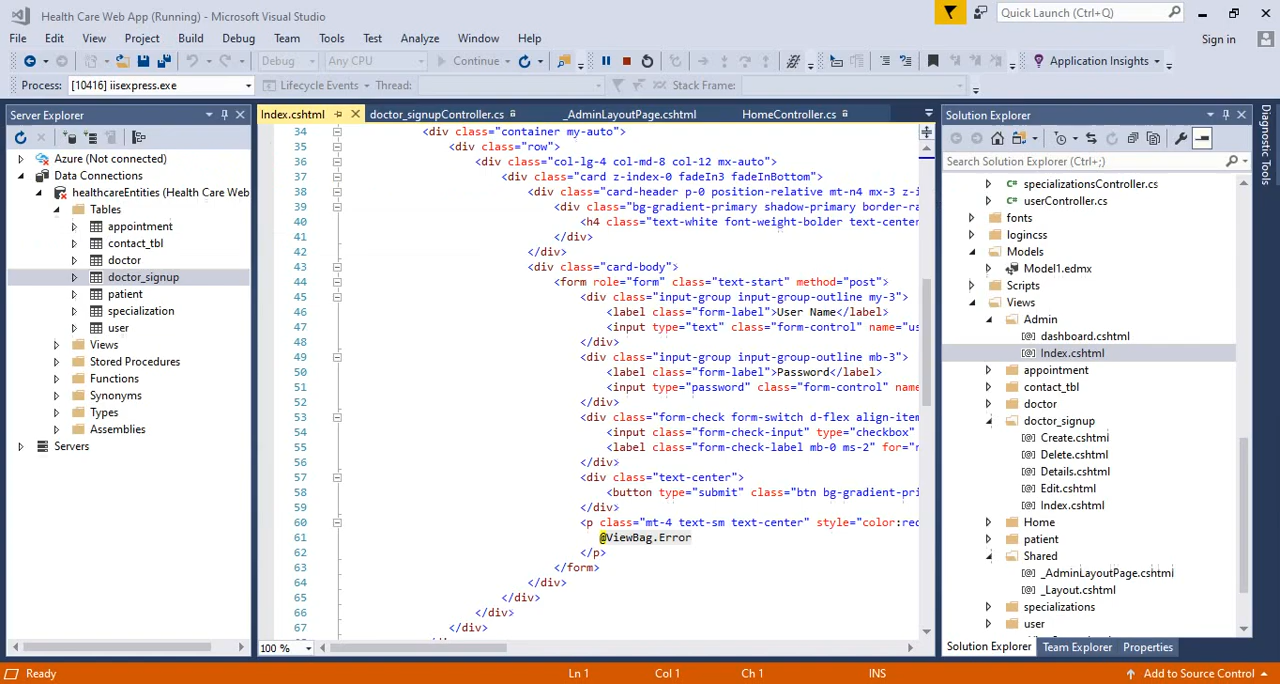 Health Care Web App (Running) - Microsoft Visual Studio
Quick Launch (Ctrl+Q)
File Edit View Project Build Debug Team Tools Test Analyze Window Help
Sign in
Debug Any CPU Continue Application Insights
Process: [10416] iisexpress.exe Lifecycle Events Thread: Stack Frame:
Server Explorer
Azure (Not connected)
Data Connections
healthcareEntities (Health Care Web
Tables
appointment
contact_tbl
doctor
doctor_signup
patient
specialization
user
Views
Stored Procedures
Functions
Synonyms
Types
Assemblies
Servers
Index.cshtml doctor_signupController.cs _AdminLayoutPage.cshtml HomeController.cs
34 <div class="container my-auto">
35 <div class="row">
36 <div class="col-lg-4 col-md-8 col-12 mx-auto">
37 <div class="card z-index-0 fadeIn3 fadeInBottom">
38 <div class="card-header p-0 position-relative mt-n4 mx-3 z-i
39 <div class="bg-gradient-primary shadow-primary border-ra
40 <h4 class="text-white font-weight-bolder text-center
41 </div>
42 </div>
43 <div class="card-body">
44 <form role="form" class="text-start" method="post">
45 <div class="input-group input-group-outline my-3">
46 <label class="form-label">User Name</label>
47 <input type="text" class="form-control" name="us
48 </div>
49 <div class="input-group input-group-outline mb-3">
50 <label class="form-label">Password</label>
51 <input type="password" class="form-control" name
52 </div>
53 <div class="form-check form-switch d-flex align-item
54 <input class="form-check-input" type="checkbox"
55 <label class="form-check-label mb-0 ms-2" for="r
56 </div>
57 <div class="text-center">
58 <button type="submit" class="btn bg-gradient-pri
59 </div>
60 <p class="mt-4 text-sm text-center" style="color:red
61 @ViewBag.Error
62 </p>
63 </form>
64 </div>
65 </div>
66 </div>
67 </div>
100 %
Solution Explorer
Search Solution Explorer (Ctrl+;)
specializationsController.cs
userController.cs
fonts
logincss
Models
Model1.edmx
Scripts
Views
Admin
dashboard.cshtml
Index.cshtml
appointment
contact_tbl
doctor
doctor_signup
Create.cshtml
Delete.cshtml
Details.cshtml
Edit.cshtml
Index.cshtml
Home
patient
Shared
_AdminLayoutPage.cshtml
_Layout.cshtml
specializations
user
Solution Explorer Team Explorer Properties
Diagnostic Tools
Ready Ln 1 Col 1 Ch 1 INS Add to Source Control